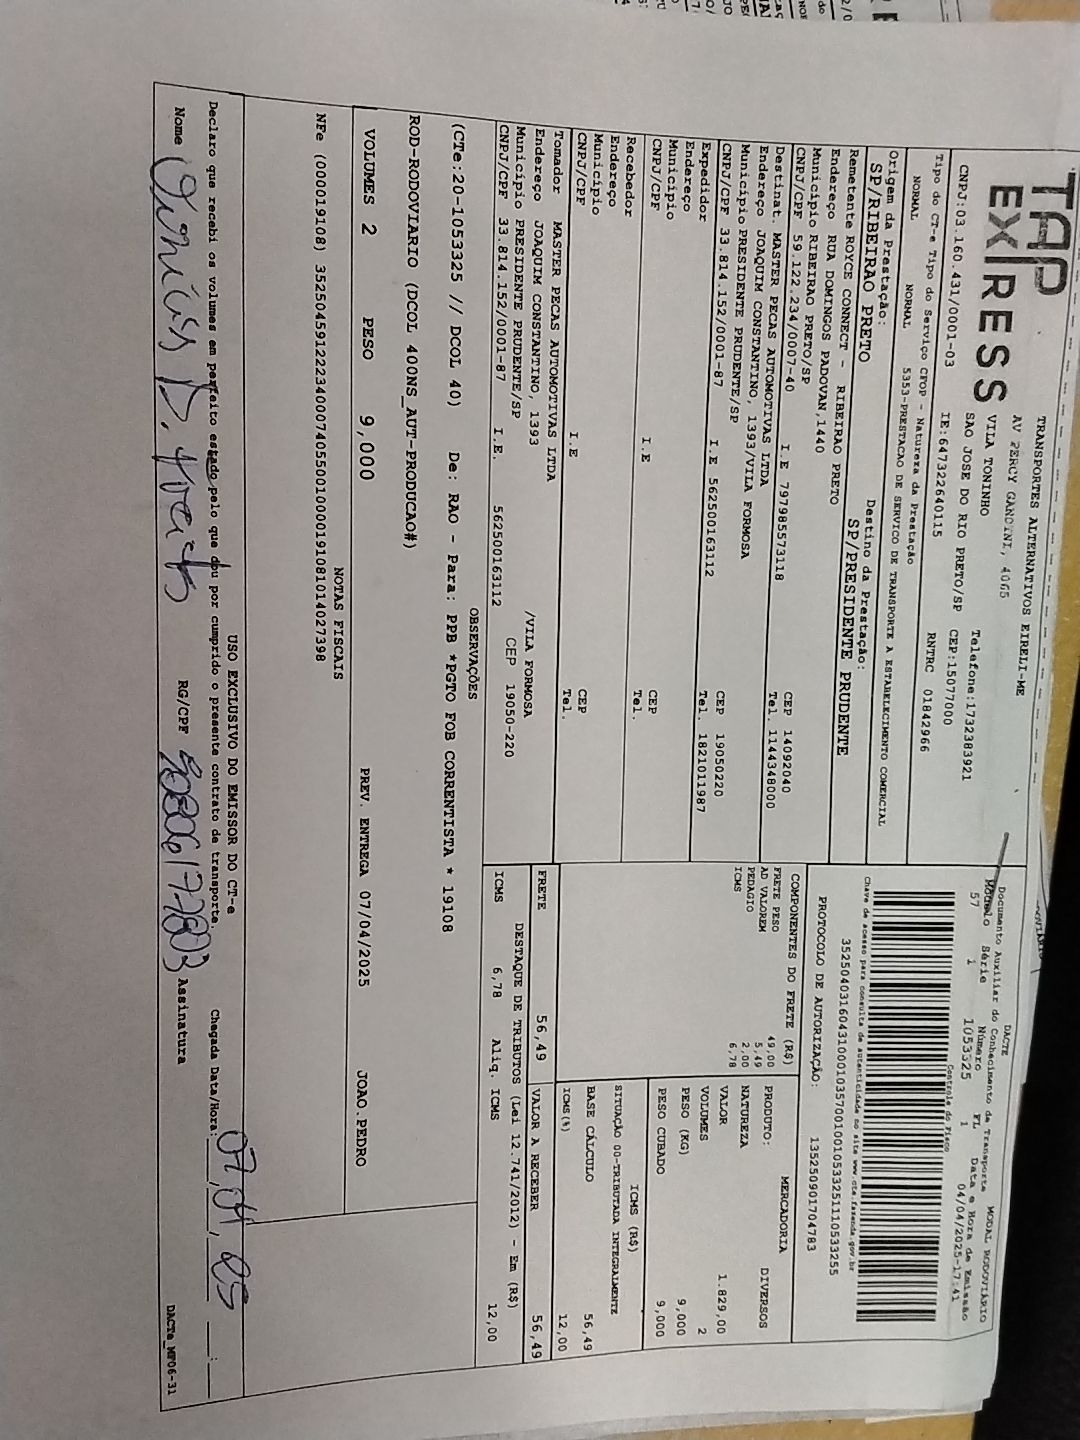 TAP
EXPRESS
TRANSPORTES ALTERNATIVOS EIRELI-ME
AV PERCY GANDINI, 4065
VILA TONINHO
SAO JOSE DO RIO PRETO/SP
Telefone:1732383921
CEP:15077000
CNPJ:03.160.431/0001-03
IE:647322640115
RNTRC 01842966
Tipo do CT-e Tipo do Serviço CFOP - Natureza da Prestação
NORMAL NORMAL 5353-PRESTACAO DE SERVICO DE TRANSPORTE A ESTABELECIMENTO COMERCIAL
Origem da Prestação: Destino da Prestação:
SP/RIBEIRAO PRETO SP/PRESIDENTE PRUDENTE
Remetente ROYCE CONNECT - RIBEIRAO PRETO
Endereço RUA DOMINGOS PADOVAN,1440
Município RIBEIRAO PRETO/SP CEP 14092040
CNPJ/CPF 59.122.234/0007-40 I.E 797985573118 Tel. 1144348000
Destinat. MASTER PECAS AUTOMOTIVAS LTDA
Endereço JOAQUIM CONSTANTINO, 1393/VILA FORMOSA
Município PRESIDENTE PRUDENTE/SP CEP 19050220
CNPJ/CPF 33.814.152/0001-87 I.E 562500163112 Tel. 1821011987
Expedidor
Endereço
Município CEP
CNPJ/CPF I.E Tel.
Recebedor
Endereço
Município CEP
CNPJ/CPF I.E Tel.
Tomador MASTER PECAS AUTOMOTIVAS LTDA
Endereço JOAQUIM CONSTANTINO, 1393 /VILA FORMOSA
Município PRESIDENTE PRUDENTE/SP CEP 19050-220
CNPJ/CPF 33.814.152/0001-87 I.E. 562500163112
DACTE
Documento Auxiliar do Conhecimento de Transporte MODAL RODOVIÁRIO
Modelo Série Número FL Data e Hora de Emissão
57 1 1053325 1 04/04/2025-17:41
Controle do Fisco
Chave de acesso para consulta de autenticidade no site www.cte.fazenda.gov.br
35250403160431000103570010010533251110533255
PROTOCOLO DE AUTORIZAÇÃO: 135250901704783
COMPONENTES DO FRETE (R$)
FRETE PESO 49,00
AD VALOREM 5,49
PEDAGIO 2,00
ICMS 6,78
PRODUTO: MERCADORIA
NATUREZA DIVERSOS
VALOR 1.829,00
VOLUMES 2
PESO (KG) 9,000
PESO CUBADO 9,000
ICMS (R$)
SITUAÇÃO 00-TRIBUTADA INTEGRALMENTE
BASE CÁLCULO 56,49
ICMS(%) 12,00
FRETE 56,49 VALOR A RECEBER 56,49
DESTAQUE DE TRIBUTOS (Lei 12.741/2012) - Em (R$)
ICMS 6,78 Aliq. ICMS 12,00
OBSERVAÇÕES
(CTe:20-1053325 // DCOL 40) De: RAO - Para: PPB *PGTO FOB CORRENTISTA * 19108
ROD-RODOVIARIO (DCOL 400NS_AUT-PRODUCAO#)
VOLUMES 2 PESO 9,000 PREV. ENTREGA 07/04/2025 JOAO.PEDRO
NOTAS FISCAIS
NFe (000019108) 35250459122234000740550010000191081014027398
USO EXCLUSIVO DO EMISSOR DO CT-e
Declaro que recebi os volumes em perfeito estado pelo que dou por cumprido o presente contrato de transporte. Chegada Data/Hora: 07,04,25 __:__
Nome RG/CPF Assinatura
DACTe_MF06-31